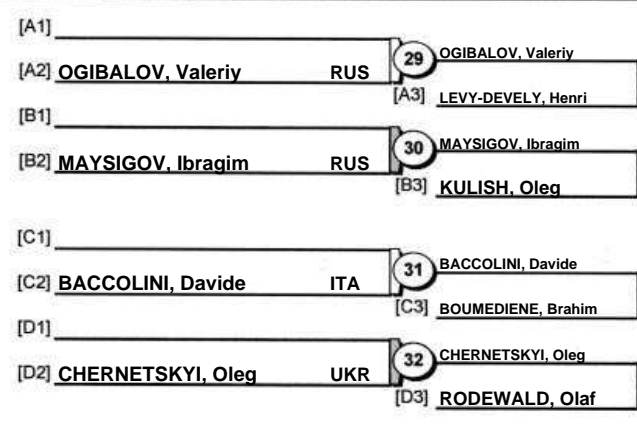 [A1]
[A2] OGIBALOV, Valeriy RUS
29
OGIBALOV, Valeriy
[A3] LEVY-DEVELY, Henri
[B1]
[B2] MAYSIGOV, Ibragim RUS
30
MAYSIGOV, Ibragim
[B3] KULISH, Oleg
[C1]
[C2] BACCOLINI, Davide ITA
31
BACCOLINI, Davide
[C3] BOUMEDIENE, Brahim
[D1]
[D2] CHERNETSKYI, Oleg UKR
32
CHERNETSKYI, Oleg
[D3] RODEWALD, Olaf